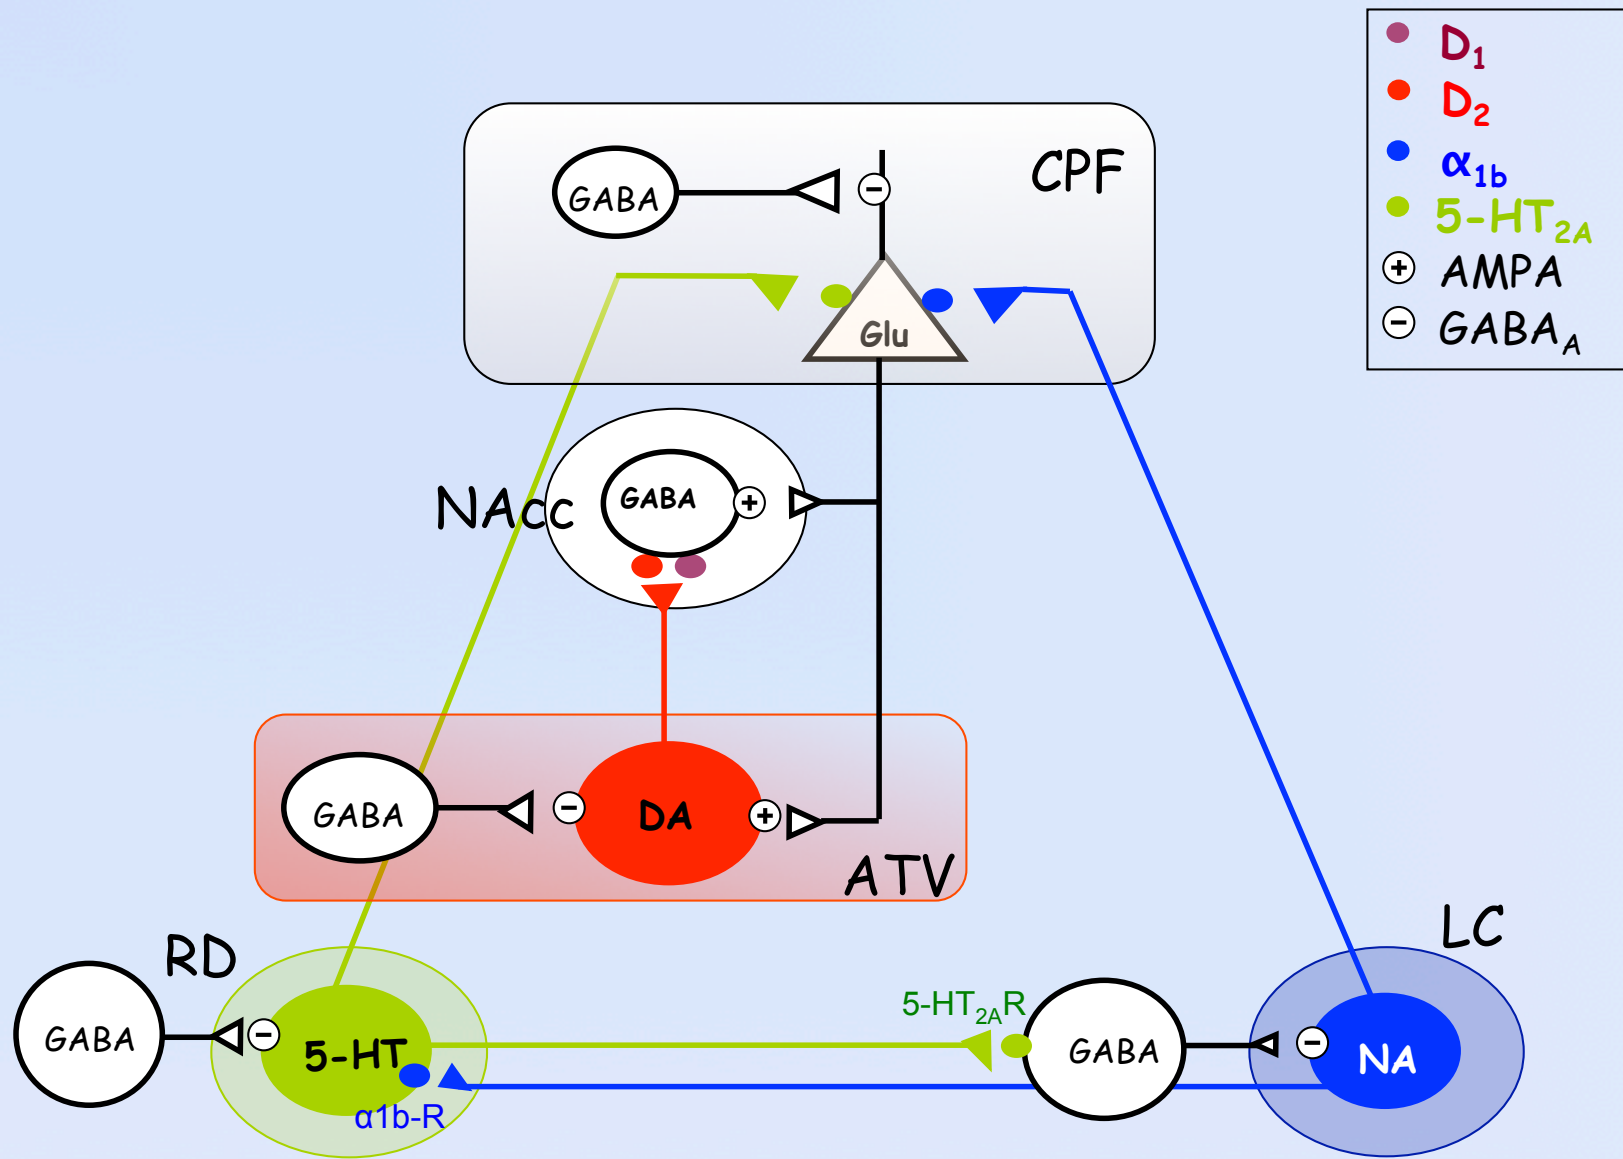 D₁
D₂
α₁b
5-HT₂A
+ AMPA
− GABA_A
CPF
GABA
−
Glu
NAcc
GABA
+
GABA
−
DA
+
ATV
RD
LC
GABA
−
5-HT
α1b-R
5-HT₂AR
GABA
−
NA